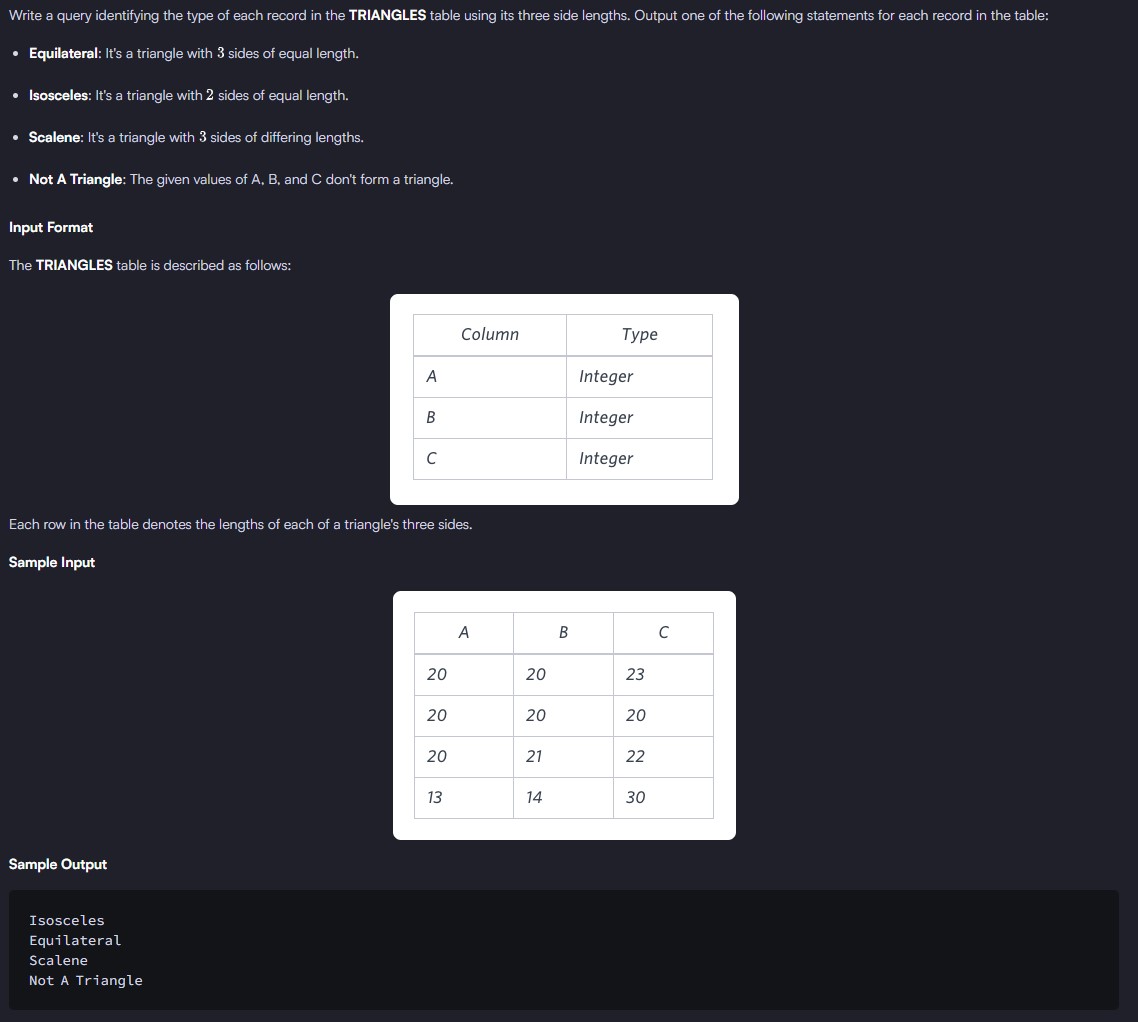 Write a query identifying the type of each record in the TRIANGLES table using its three side lengths. Output one of the following statements for each record in the table:
• Equilateral: It's a triangle with 3 sides of equal length.
• Isosceles: It's a triangle with 2 sides of equal length.
• Scalene: It's a triangle with 3 sides of differing lengths.
• Not A Triangle: The given values of A, B, and C don't form a triangle.
Input Format
The TRIANGLES table is described as follows:
Column Type
A Integer
B Integer
C Integer
Each row in the table denotes the lengths of each of a triangle's three sides.
Sample Input
A B C
20 20 23
20 20 20
20 21 22
13 14 30
Sample Output
Isosceles
Equilateral
Scalene
Not A Triangle